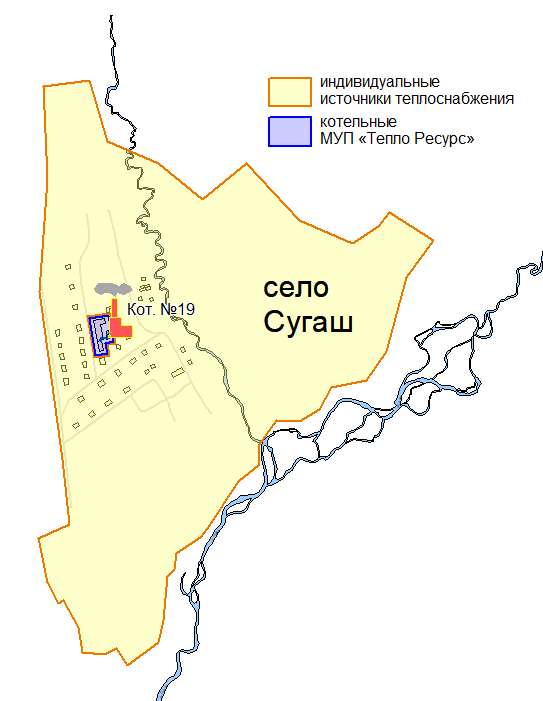 индивидуальные
источники теплоснабжения
котельные
МУП «Тепло Ресурс»
Кот. №19
село
Сугаш